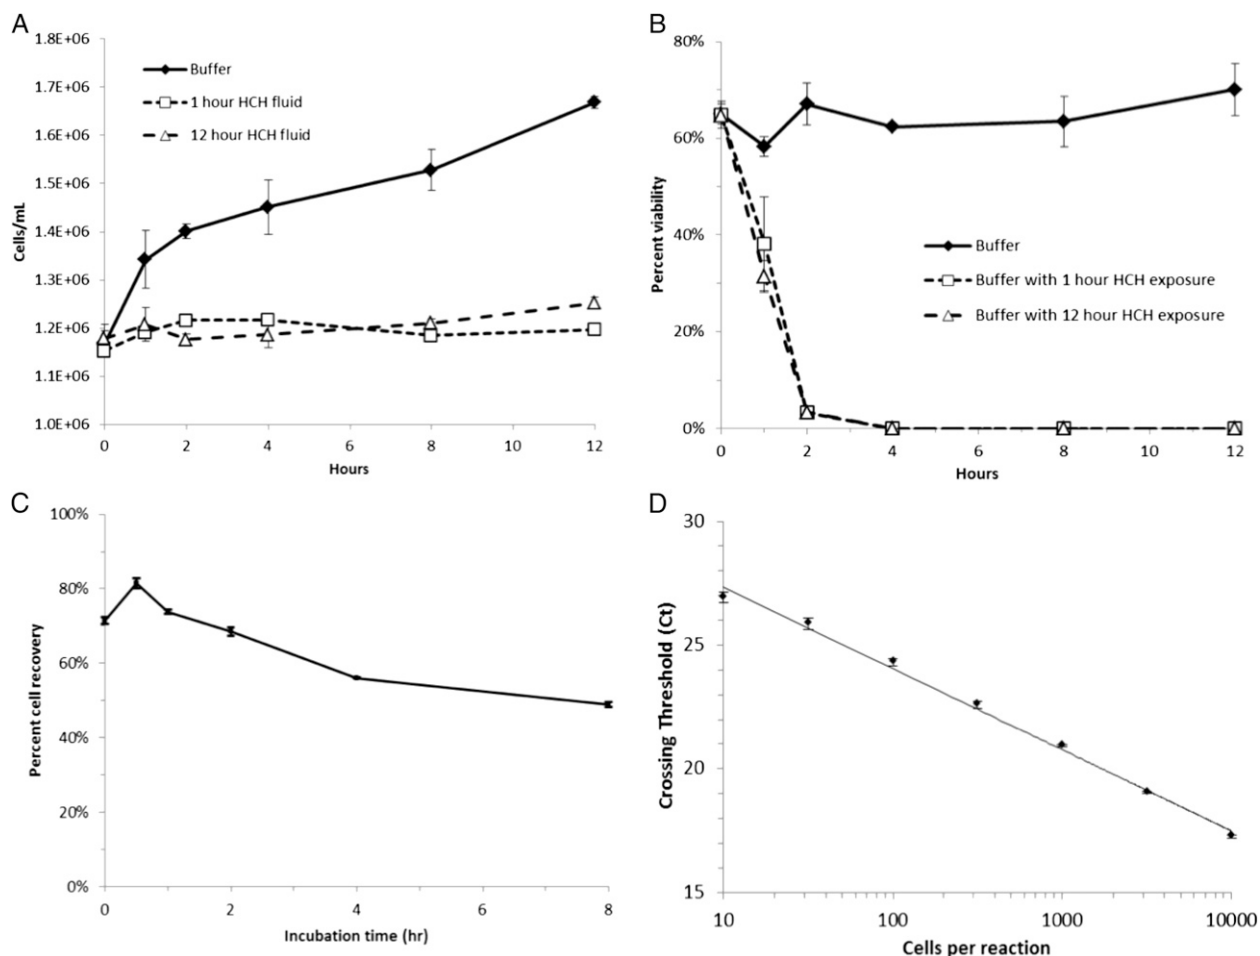 A
1.8E+06
1.7E+06
1.6E+06
1.5E+06
1.4E+06
1.3E+06
1.2E+06
1.1E+06
1.0E+06
Cells/mL
Buffer
1 hour HCH fluid
12 hour HCH fluid
0 2 4 6 8 10 12
Hours
B
80%
60%
40%
20%
0%
Percent viability
Buffer
Buffer with 1 hour HCH exposure
Buffer with 12 hour HCH exposure
0 2 4 6 8 10 12
Hours
C
100%
80%
60%
40%
20%
0%
Percent cell recovery
0 2 4 6 8
Incubation time (hr)
D
30
25
20
15
Crossing Threshold (Ct)
10 100 1000 10000
Cells per reaction